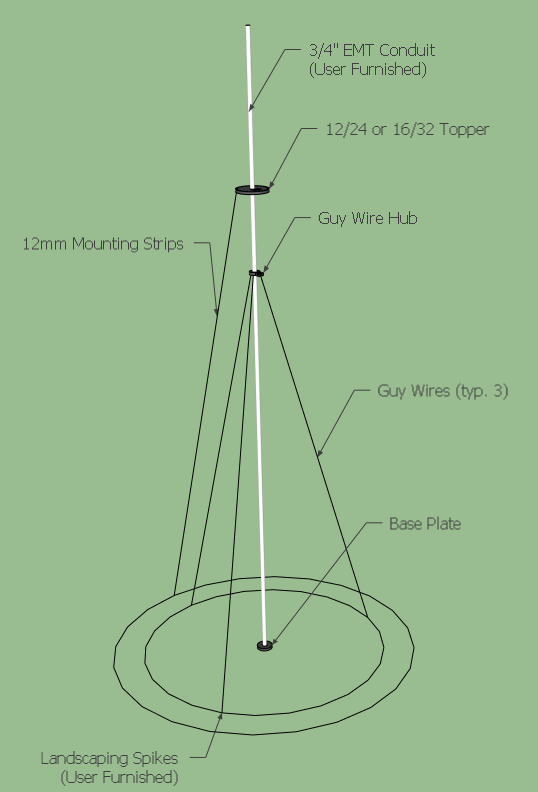 3/4" EMT Conduit
(User Furnished)
12/24 or 16/32 Topper
Guy Wire Hub
12mm Mounting Strips
Guy Wires (typ. 3)
Base Plate
Landscaping Spikes
(User Furnished)